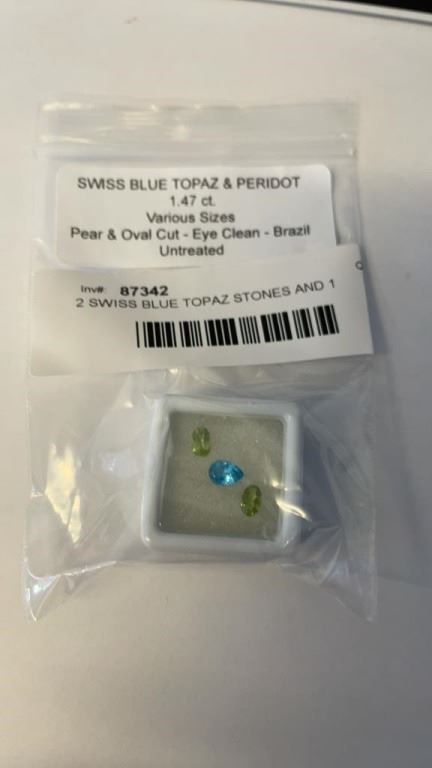 SWISS BLUE TOPAZ & PERIDOT
1.47 ct.
Various Sizes
Pear & Oval Cut - Eye Clean - Brazil
Untreated
Inv#: 87342
2 SWISS BLUE TOPAZ STONES AND 1